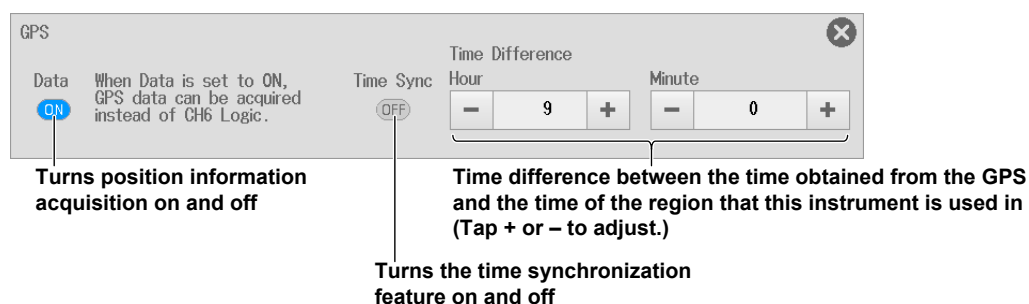 GPS
Time Difference
Data
When Data is set to ON,
GPS data can be acquired
instead of CH6 Logic.
Time Sync
Hour
Minute
ON
OFF
− 9 +
− 0 +
Turns position information
acquisition on and off
Time difference between the time obtained from the GPS
and the time of the region that this instrument is used in
(Tap + or – to adjust.)
Turns the time synchronization
feature on and off